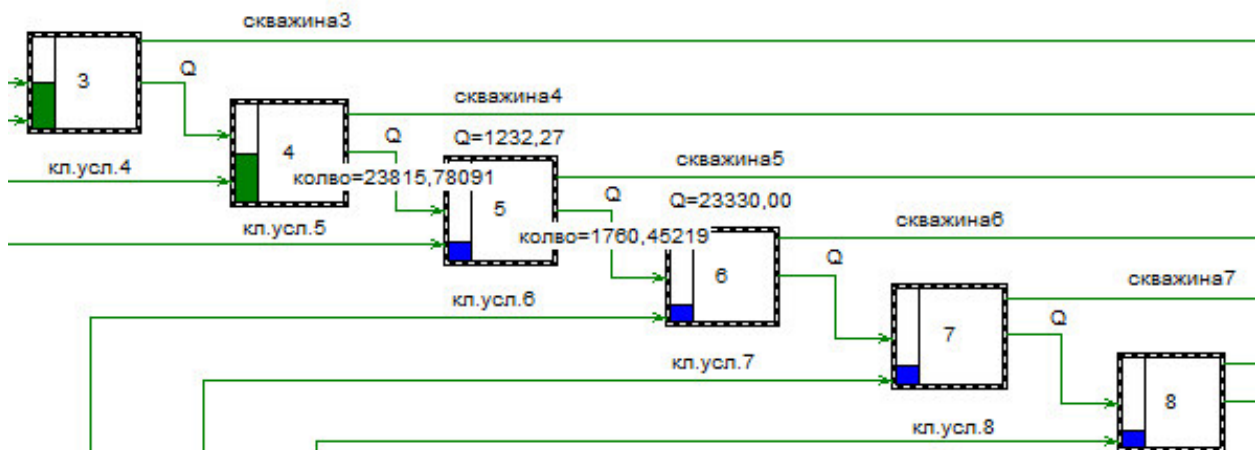 скважина3
3
Q
скважина4
Q
Q=1232,27
4
кл.усл.4
колво=23815,78091
скважина5
5
Q
Q=23330,00
кл.усл.5
колво=1760,45219
скважина6
6
Q
кл.усл.6
скважина7
7
Q
кл.усл.7
8
кл.усл.8